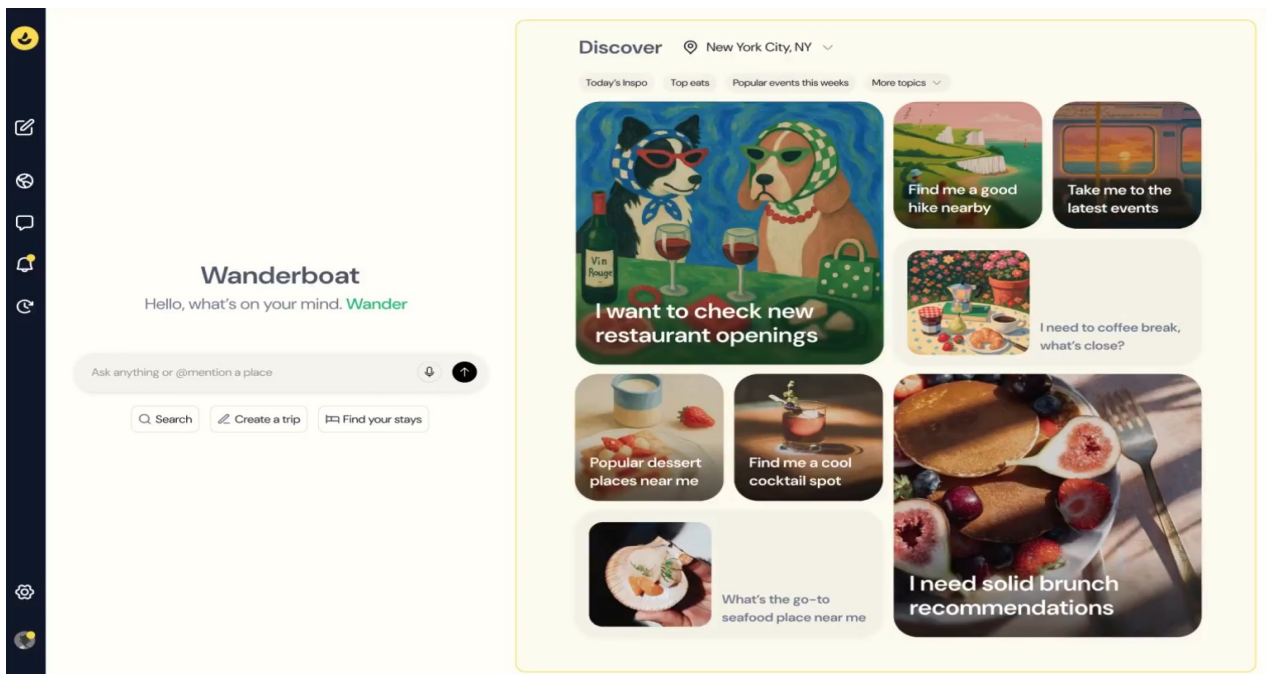 Wanderboat
Hello, what's on your mind. Wander
Ask anything or @mention a place
Search
Create a trip
Find your stays
Discover
New York City, NY
Today's Inspo
Top eats
Popular events this weeks
More topics
Vin
Rouge
I want to check new
restaurant openings
Find me a good
hike nearby
Take me to the
latest events
I need to coffee break,
what's close?
Popular dessert
places near me
Find me a cool
cocktail spot
What's the go-to
seafood place near me
I need solid brunch
recommendations